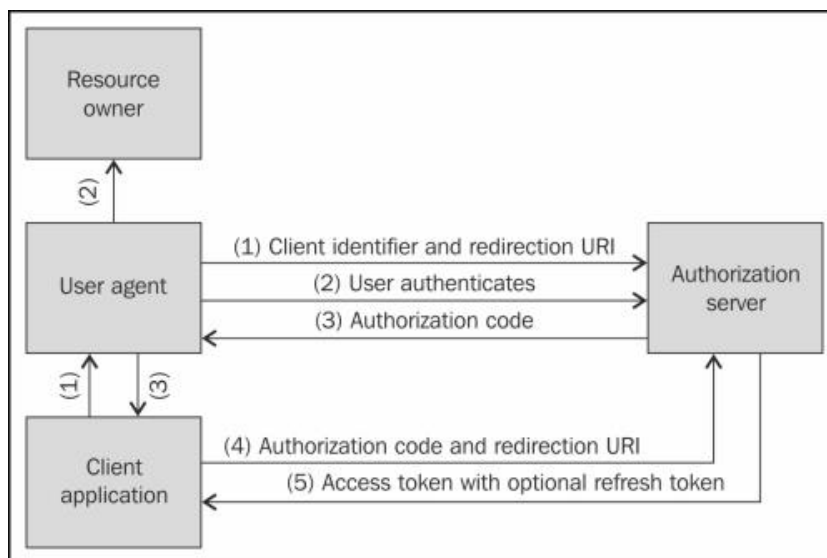 Resource
owner
(2)
(1) Client identifier and redirection URI
(2) User authenticates
(3) Authorization code
User agent
Authorization
server
(1)
(3)
(4) Authorization code and redirection URI
(5) Access token with optional refresh token
Client
application